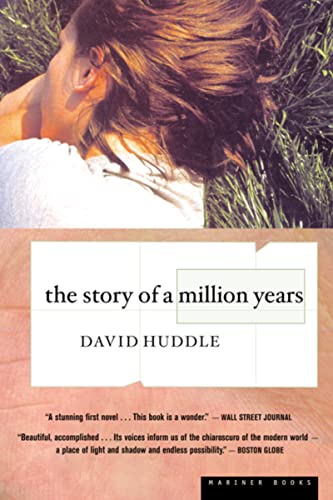 the story of a million years
DAVID HUDDLE
"A stunning first novel . . . This book is a wonder." — WALL STREET JOURNAL
"Beautiful, accomplished . . . Its voices inform us of the chiaroscuro of the modern world —
a place of light and shadow and endless possibility." — BOSTON GLOBE
MARINER BOOKS